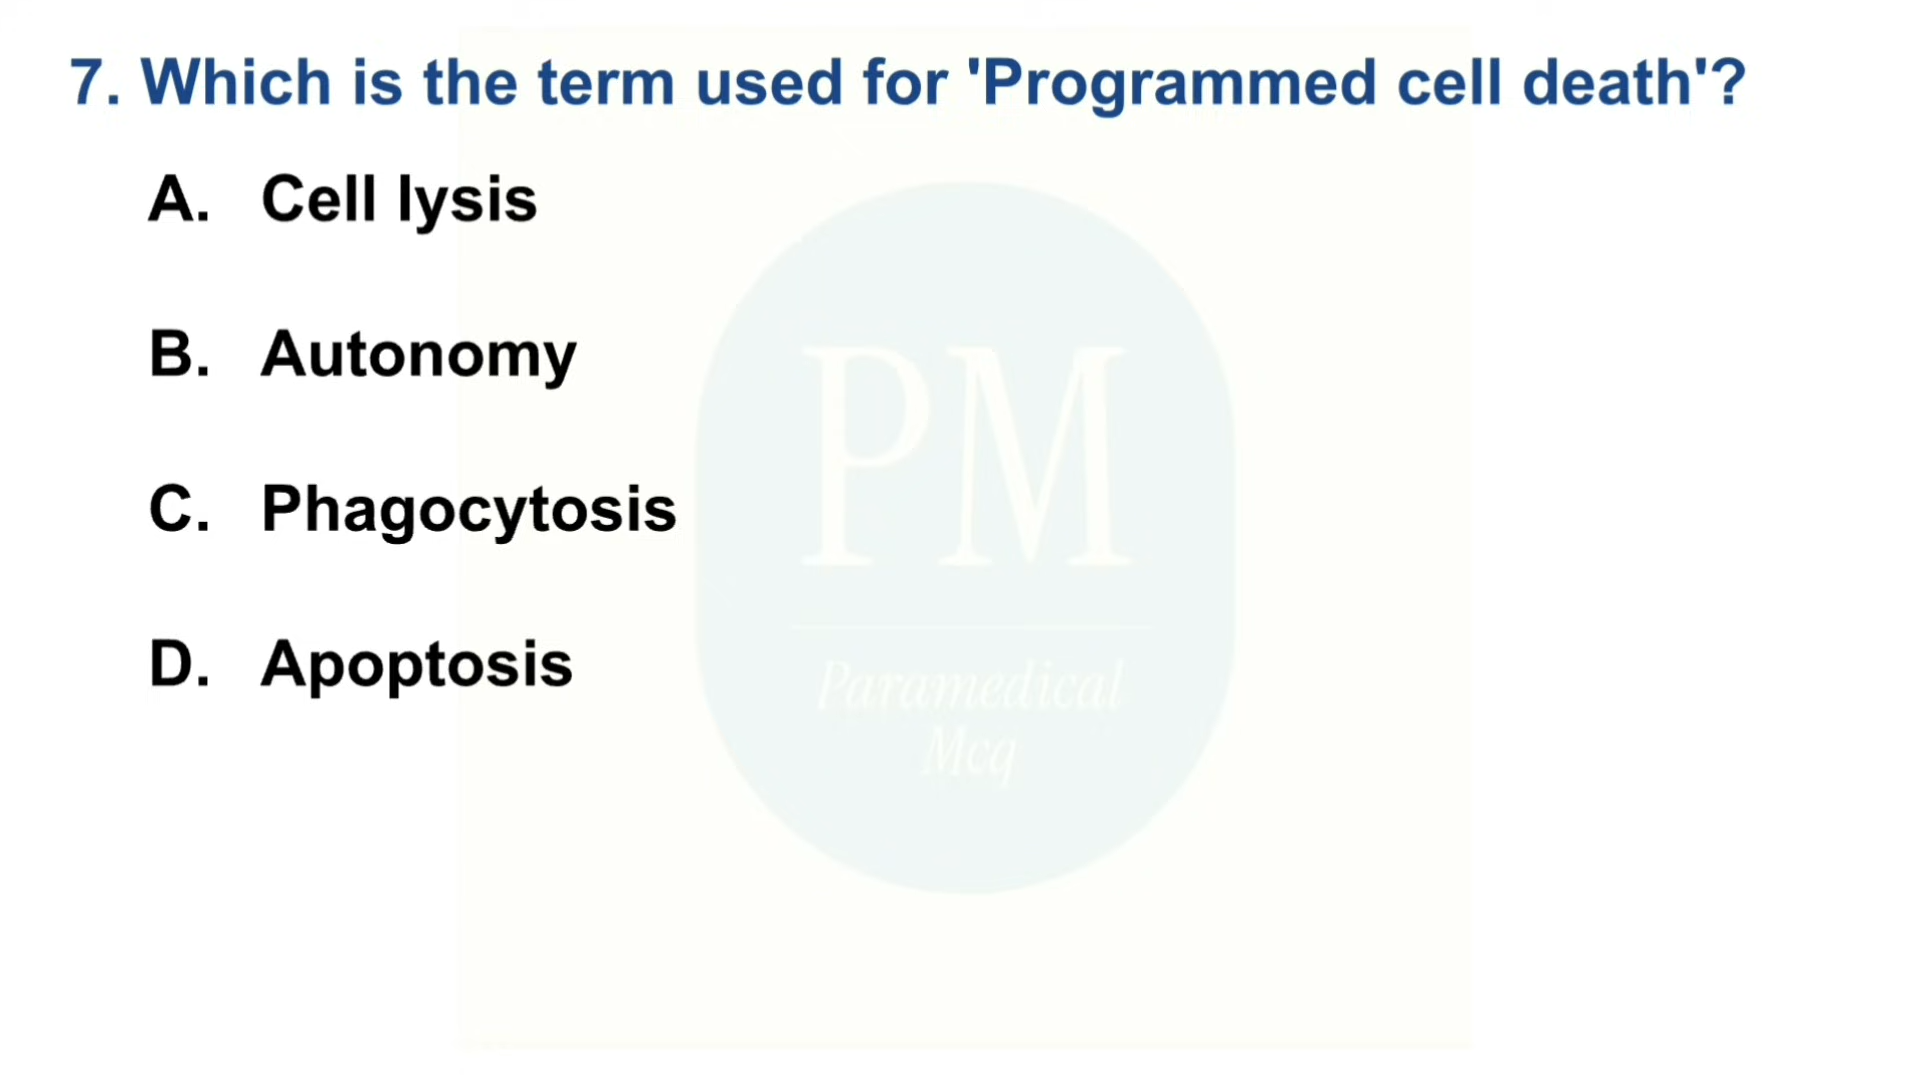 7. Which is the term used for 'Programmed cell death'?
A. Cell lysis
B. Autonomy
C. Phagocytosis
D. Apoptosis
PM
Paramedical
Mcq